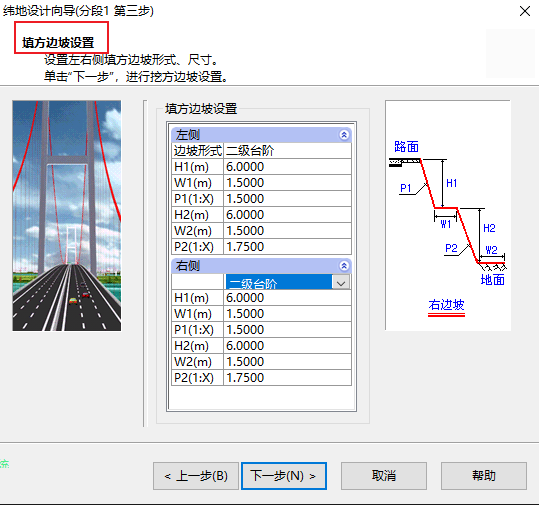 纬地设计向导(分段1 第三步)
填方边坡设置
设置左右侧填方边坡形式、尺寸。
单击“下一步”，进行挖方边坡设置。
填方边坡设置
左侧
边坡形式 二级台阶
H1(m) 6.0000
W1(m) 1.5000
P1(1:X) 1.5000
H2(m) 6.0000
W2(m) 1.5000
P2(1:X) 1.7500
右侧
二级台阶
H1(m) 6.0000
W1(m) 1.5000
P1(1:X) 1.5000
H2(m) 6.0000
W2(m) 1.5000
P2(1:X) 1.7500
路面
P1
H1
W1
H2
P2
W2
地面
右边坡
< 上一步(B)
下一步(N) >
取消
帮助